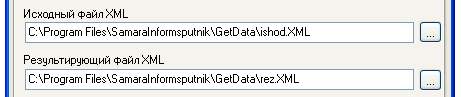 Исходный файл XML
C:\Program Files\SamaraInformsputnik\GetData\ishod.XML
...
Результирующий файл XML
C:\Program Files\SamaraInformsputnik\GetData\rez.XML
...